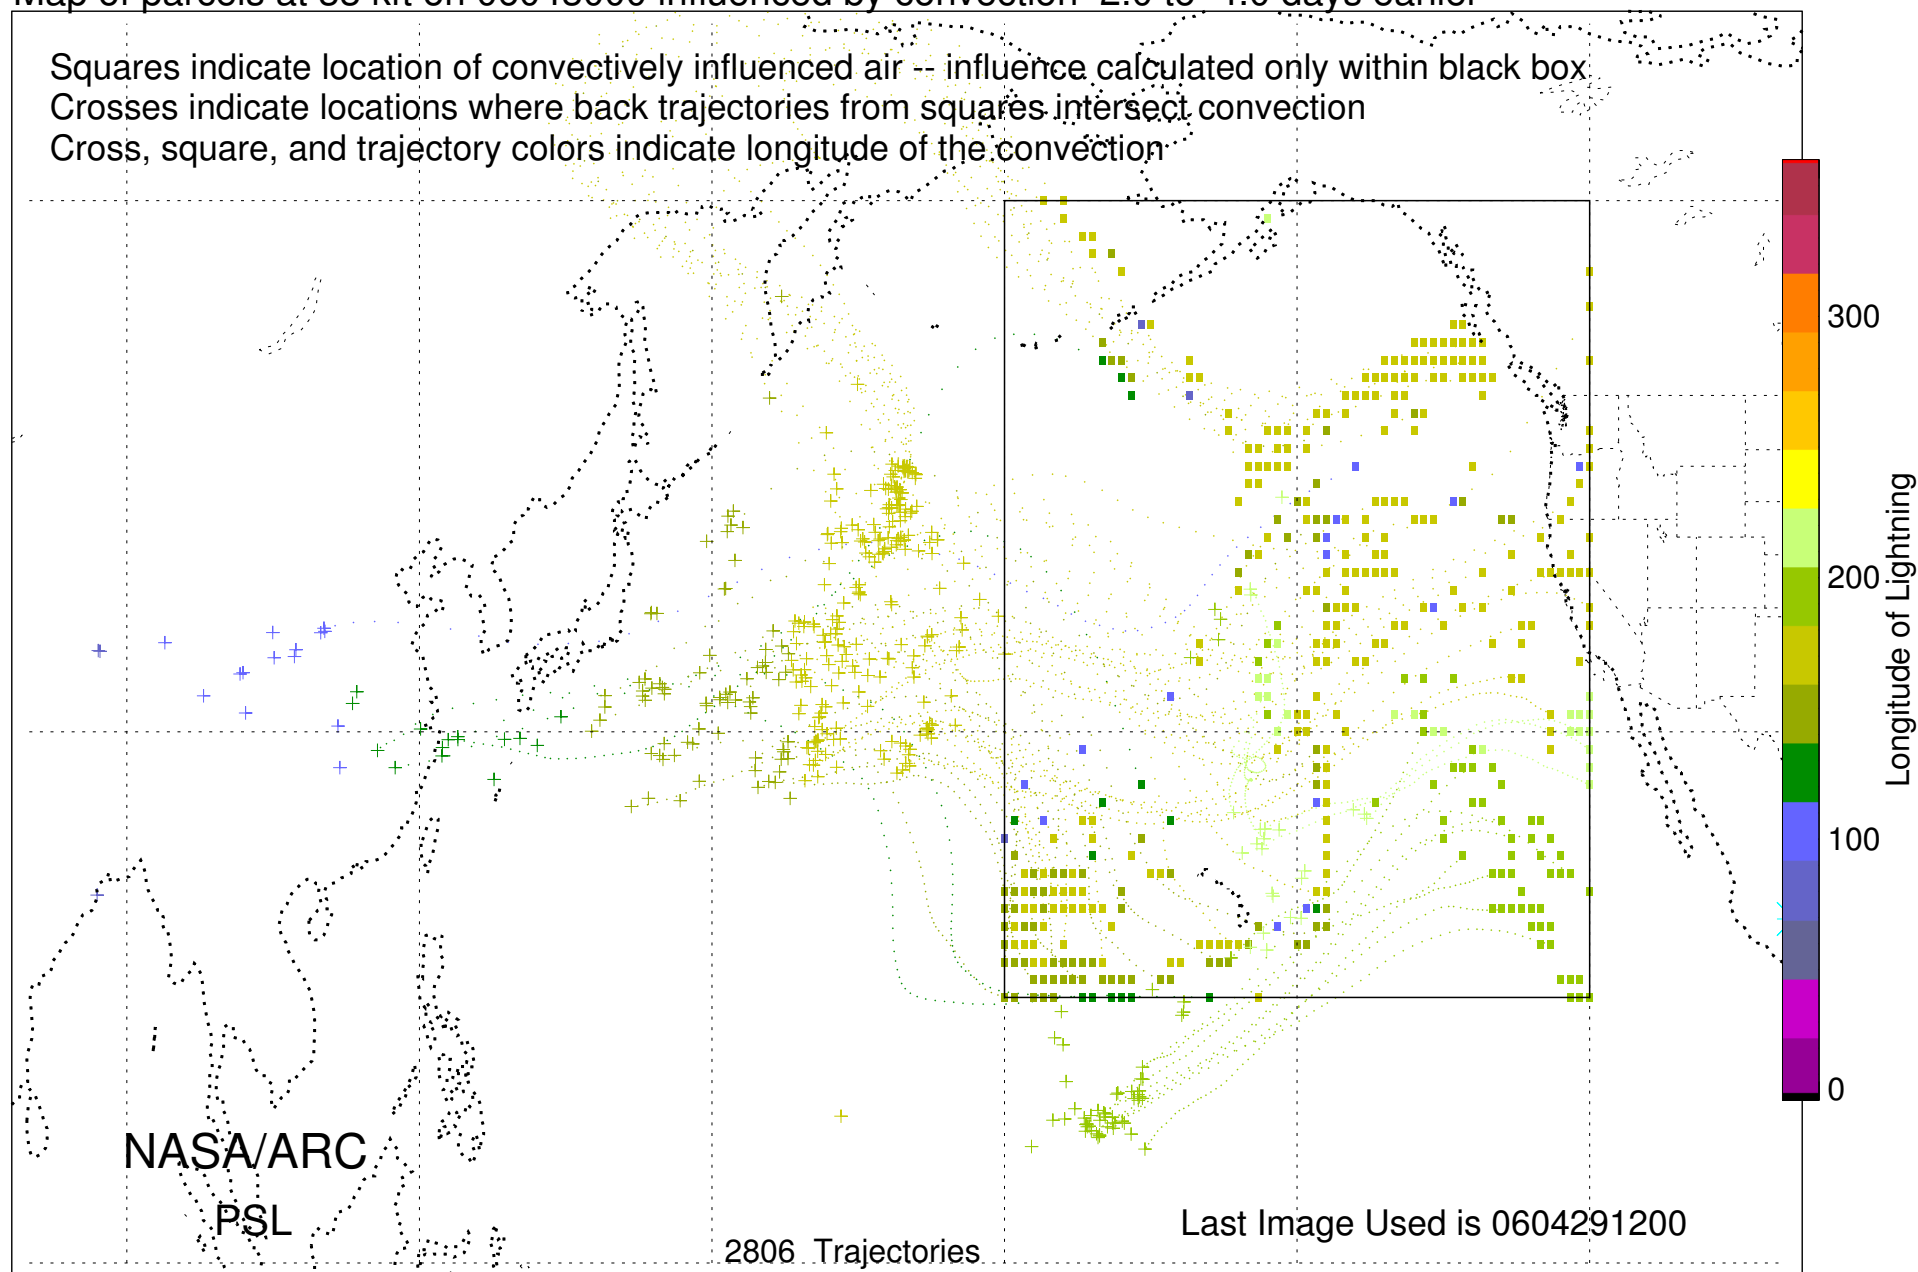 Squares indicate location of convectively influenced air -- influence calculated only within black box
Crosses indicate locations where back trajectories from squares intersect convection
Cross, square, and trajectory colors indicate longitude of the convection
300
200
100
0
Longitude of Lightning
NASA/ARC
PSL
Last Image Used is 0604291200
2806 Trajectories